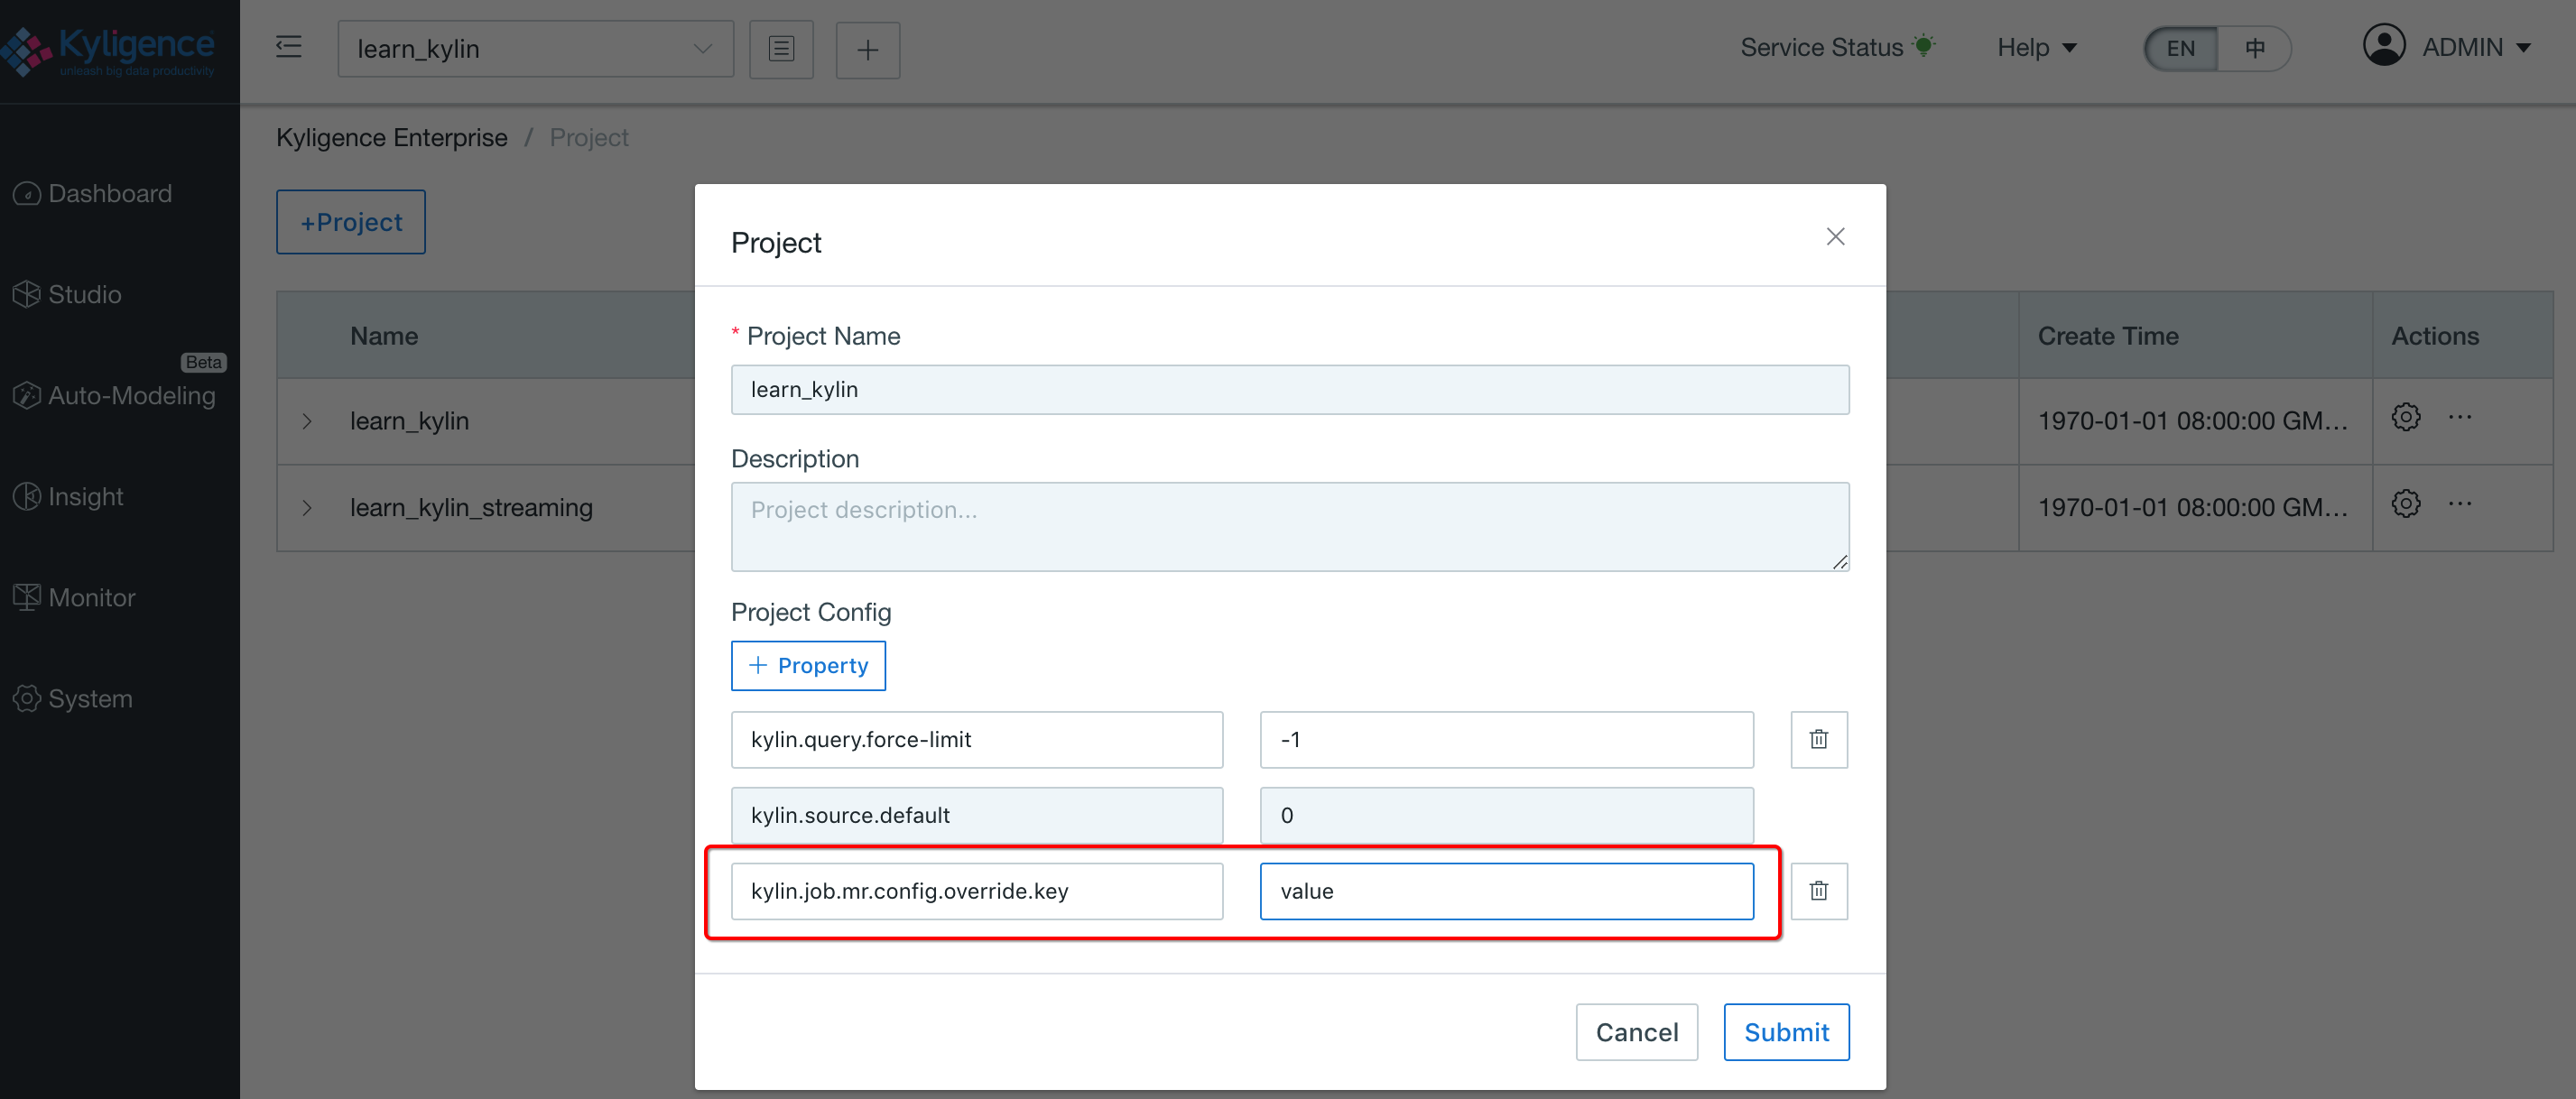 Kyligence
unleash big data productivity
learn_kylin
Service Status
Help
EN
中
ADMIN
Kyligence Enterprise / Project
Dashboard
Studio
Beta
Auto-Modeling
Insight
Monitor
System
+Project
Name
Create Time
Actions
learn_kylin
1970-01-01 08:00:00 GM...
learn_kylin_streaming
1970-01-01 08:00:00 GM...
Project
* Project Name
learn_kylin
Description
Project description...
Project Config
+ Property
kylin.query.force-limit
-1
kylin.source.default
0
kylin.job.mr.config.override.key
value
Cancel
Submit